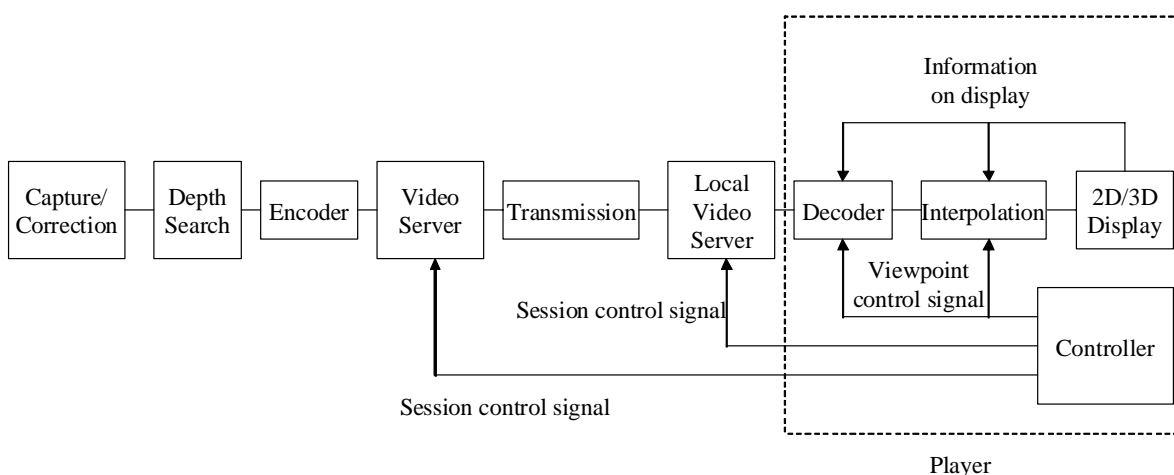 Information
on display
Capture/
Correction
Depth
Search
Encoder
Video
Server
Transmission
Local
Video
Server
Decoder
Interpolation
2D/3D
Display
Viewpoint
control signal
Session control signal
Controller
Session control signal
Player